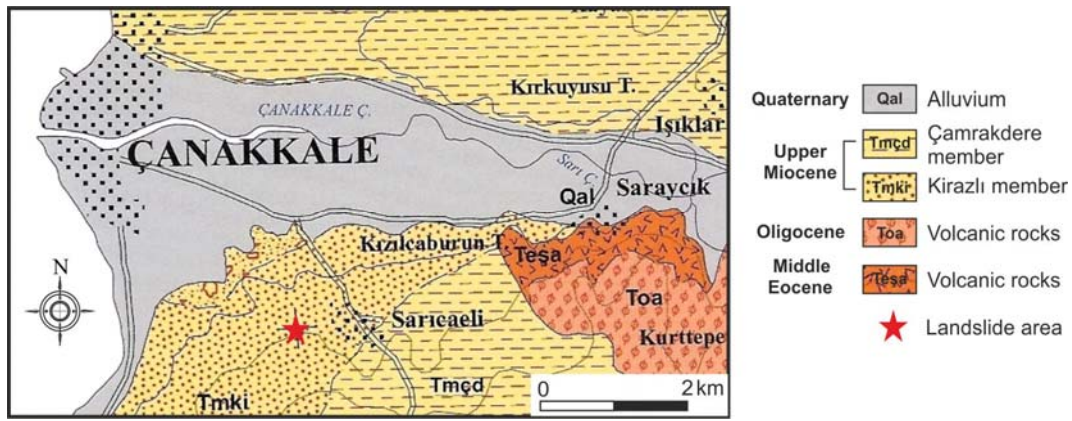 Kırkuyusu T.
ÇANAKKALE Ç.
Işıklar
ÇANAKKALE
Sarı Ç.
Qal
Saraycık
Kızılcaburun T.
Teşa
Toa
N
Sarıcaeli
Kurttepe
Tmçd
Tmki
0 2 km
Quaternary Qal Alluvium
Upper Miocene
Tmçd Çamrakdere
member
Tmki Kirazlı member
Oligocene Toa Volcanic rocks
Middle
Eocene
Teşa Volcanic rocks
Landslide area